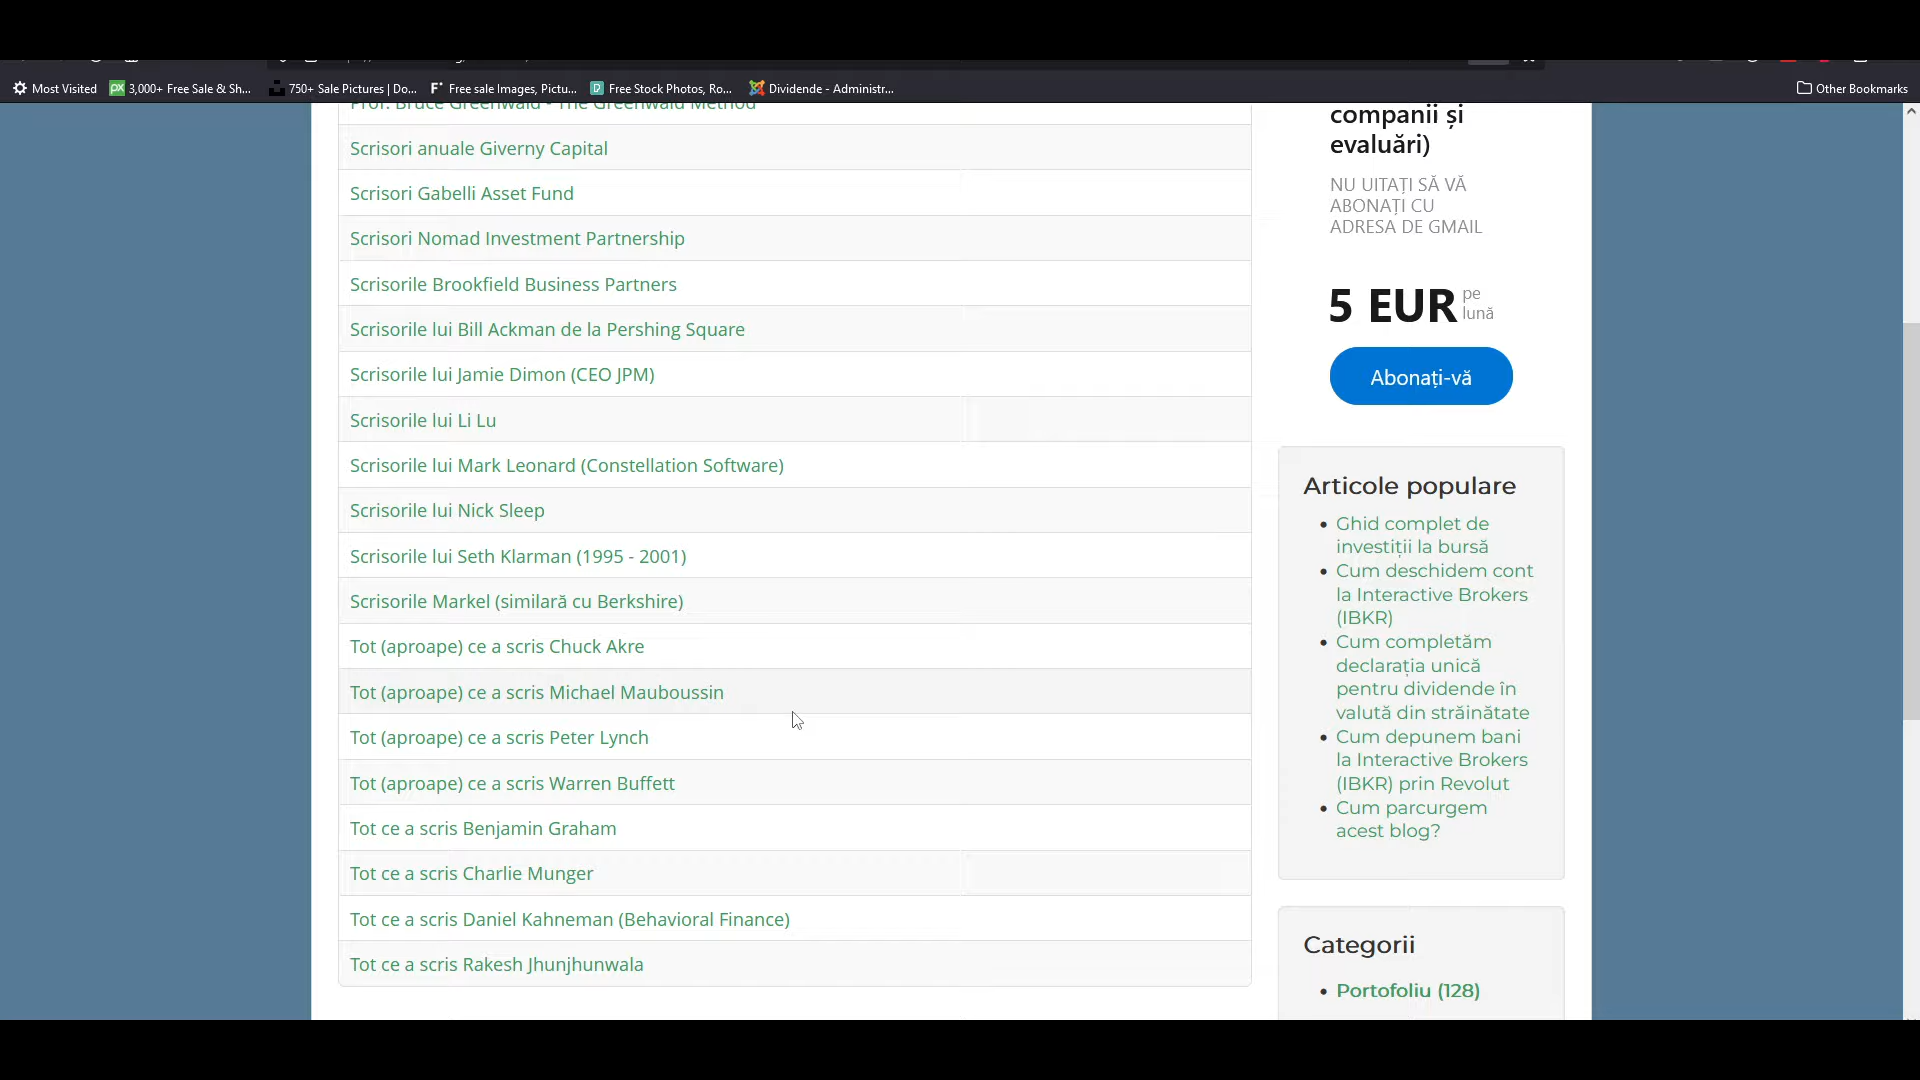 Most Visited
3,000+ Free Sale & Sh...
750+ Sale Pictures | Do...
Free sale Images, Pictu...
Free Stock Photos, Ro...
Dividende - Administr...
Other Bookmarks
Prof. Bruce Greenwald - The Greenwald Method
Scrisori anuale Giverny Capital
Scrisori Gabelli Asset Fund
Scrisori Nomad Investment Partnership
Scrisorile Brookfield Business Partners
Scrisorile lui Bill Ackman de la Pershing Square
Scrisorile lui Jamie Dimon (CEO JPM)
Scrisorile lui Li Lu
Scrisorile lui Mark Leonard (Constellation Software)
Scrisorile lui Nick Sleep
Scrisorile lui Seth Klarman (1995 - 2001)
Scrisorile Markel (similară cu Berkshire)
Tot (aproape) ce a scris Chuck Akre
Tot (aproape) ce a scris Michael Mauboussin
Tot (aproape) ce a scris Peter Lynch
Tot (aproape) ce a scris Warren Buffett
Tot ce a scris Benjamin Graham
Tot ce a scris Charlie Munger
Tot ce a scris Daniel Kahneman (Behavioral Finance)
Tot ce a scris Rakesh Jhunjhunwala
companii și
evaluări)
NU UITAȚI SĂ VĂ
ABONAȚI CU
ADRESA DE GMAIL
5 EUR pe
lună
Abonați-vă
Articole populare
Ghid complet de
investiții la bursă
Cum deschidem cont
la Interactive Brokers
(IBKR)
Cum completăm
declarația unică
pentru dividende în
valută din străinătate
Cum depunem bani
la Interactive Brokers
(IBKR) prin Revolut
Cum parcurgem
acest blog?
Categorii
Portofoliu (128)